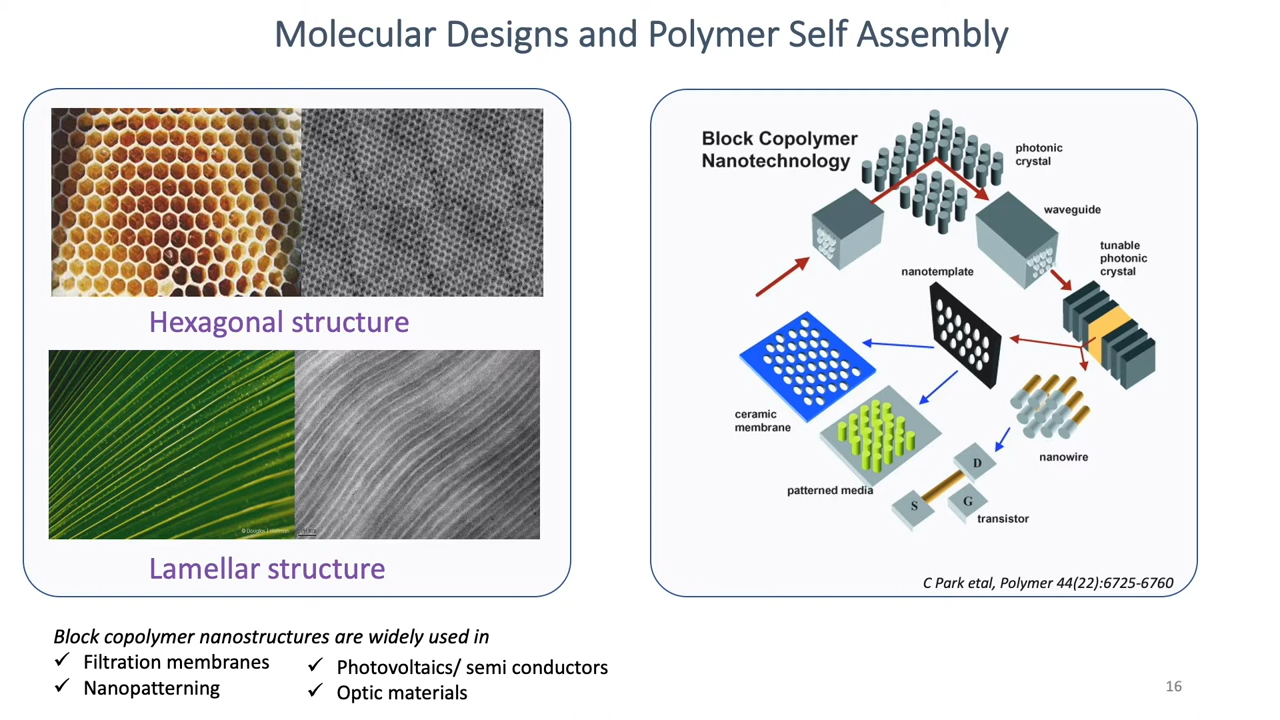 Molecular Designs and Polymer Self Assembly
Hexagonal structure
Lamellar structure
Block Copolymer
Nanotechnology
photonic
crystal
waveguide
tunable
photonic
crystal
nanotemplate
ceramic
membrane
patterned media
nanowire
D
S
G
transistor
C Park etal, Polymer 44(22):6725-6760
Block copolymer nanostructures are widely used in
✓ Filtration membranes
✓ Nanopatterning
✓ Photovoltaics/ semi conductors
✓ Optic materials
16